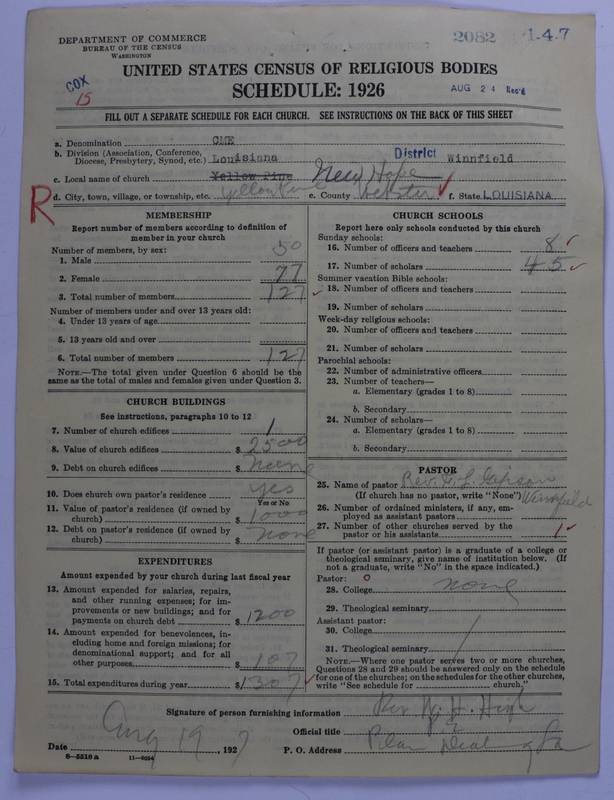 DEPARTMENT OF COMMERCE
BUREAU OF THE CENSUS
WASHINGTON
2082 1-4-7
COX
15
UNITED STATES CENSUS OF RELIGIOUS BODIES
SCHEDULE: 1926
AUG 24
FILL OUT A SEPARATE SCHEDULE FOR EACH CHURCH. SEE INSTRUCTIONS ON THE BACK OF THIS SHEET
a. Denomination CME
b. Division (Association, Conference, Diocese, Presbytery, Synod, etc.) Louisiana District Winnfield
c. Local name of church Yellow Pine New Hope
R
d. City, town, village, or township, etc. Yellow Pine e. County Webster f. State LOUISIANA
MEMBERSHIP
Report number of members according to definition of
member in your church
Number of members, by sex:
1. Male 50
2. Female 77
3. Total number of members 127
Number of members under and over 13 years old:
4. Under 13 years of age
5. 13 years old and over
6. Total number of members 127
NOTE.—The total given under Question 6 should be the
same as the total of males and females given under Question 3.
CHURCH BUILDINGS
See instructions, paragraphs 10 to 12
7. Number of church edifices 1
8. Value of church edifices $ 2500
9. Debt on church edifices $ none
10. Does church own pastor's residence yes
Yes or No
11. Value of pastor's residence (if owned by
church) $ 1000
12. Debt on pastor's residence (if owned by
church) $ none
EXPENDITURES
Amount expended by your church during last fiscal year
13. Amount expended for salaries, repairs,
and other running expenses; for im-
provements or new buildings; and for
payments on church debt $ 1200
14. Amount expended for benevolences, in-
cluding home and foreign missions; for
denominational support; and for all
other purposes $ 107
15. Total expenditures during year $ 1307
CHURCH SCHOOLS
Report here only schools conducted by this church
Sunday schools:
16. Number of officers and teachers 8
17. Number of scholars 45
Summer vacation Bible schools:
18. Number of officers and teachers
19. Number of scholars
Week-day religious schools:
20. Number of officers and teachers
21. Number of scholars
Parochial schools:
22. Number of administrative officers
23. Number of teachers—
a. Elementary (grades 1 to 8)
b. Secondary
24. Number of scholars—
a. Elementary (grades 1 to 8)
b. Secondary
PASTOR
25. Name of pastor Rev.
(If church has no pastor, write "None") Winnfield
26. Number of ordained ministers, if any, em-
ployed as assistant pastors
27. Number of other churches served by the
pastor or his assistants 1
If pastor (or assistant pastor) is a graduate of a college or
theological seminary, give name of institution below. (If
not a graduate, write "No" in the space indicated.)
Pastor:
28. College none
29. Theological seminary
Assistant pastor:
30. College
31. Theological seminary
NOTE.—Where one pastor serves two or more churches,
Questions 28 and 29 should be answered only on the schedule
for one of the churches; on the schedules for the other churches,
write "See schedule for church."
Signature of person furnishing information Rev. W. H. High
Official title
Date Aug 19, 1927 P. O. Address La
8-5518 a